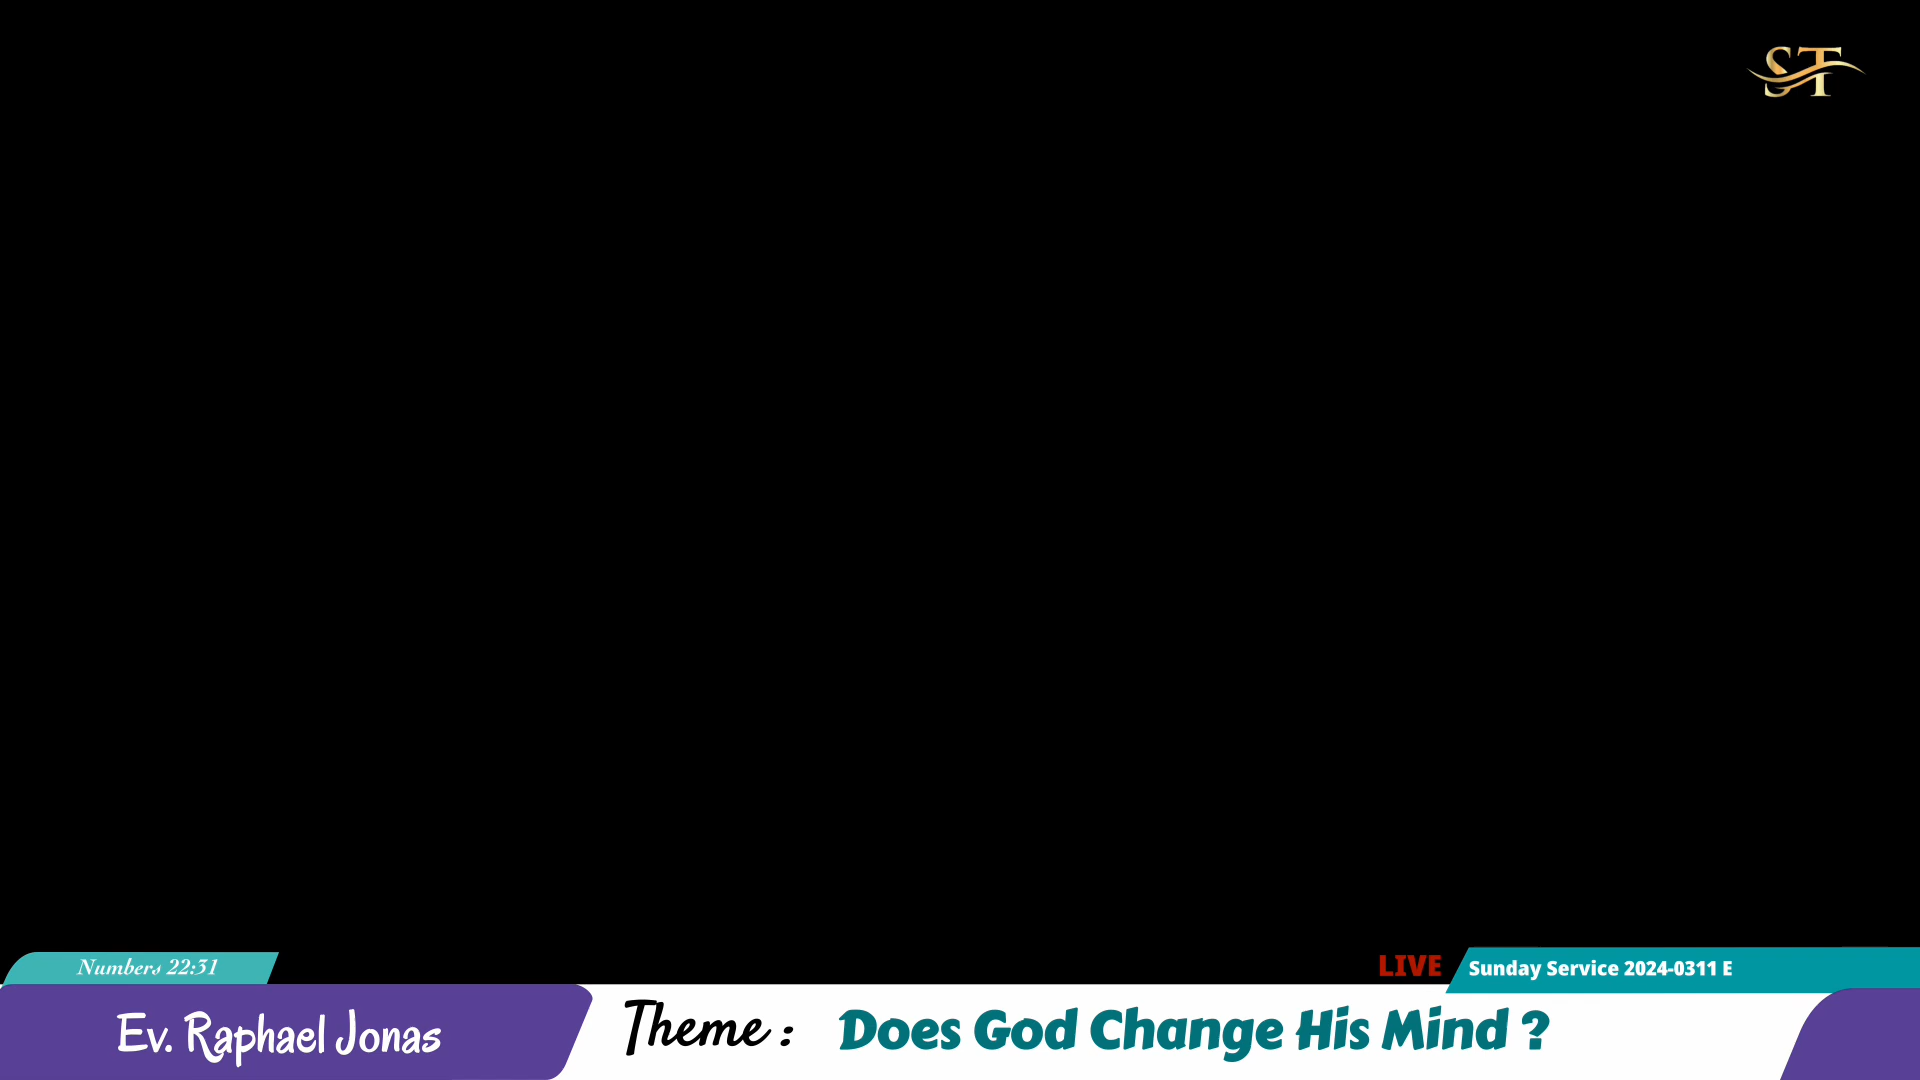 ST
Numbers 22:31
LIVE
Sunday Service 2024-0311 E
Ev. Raphael Jonas
Theme :
Does God Change His Mind ?